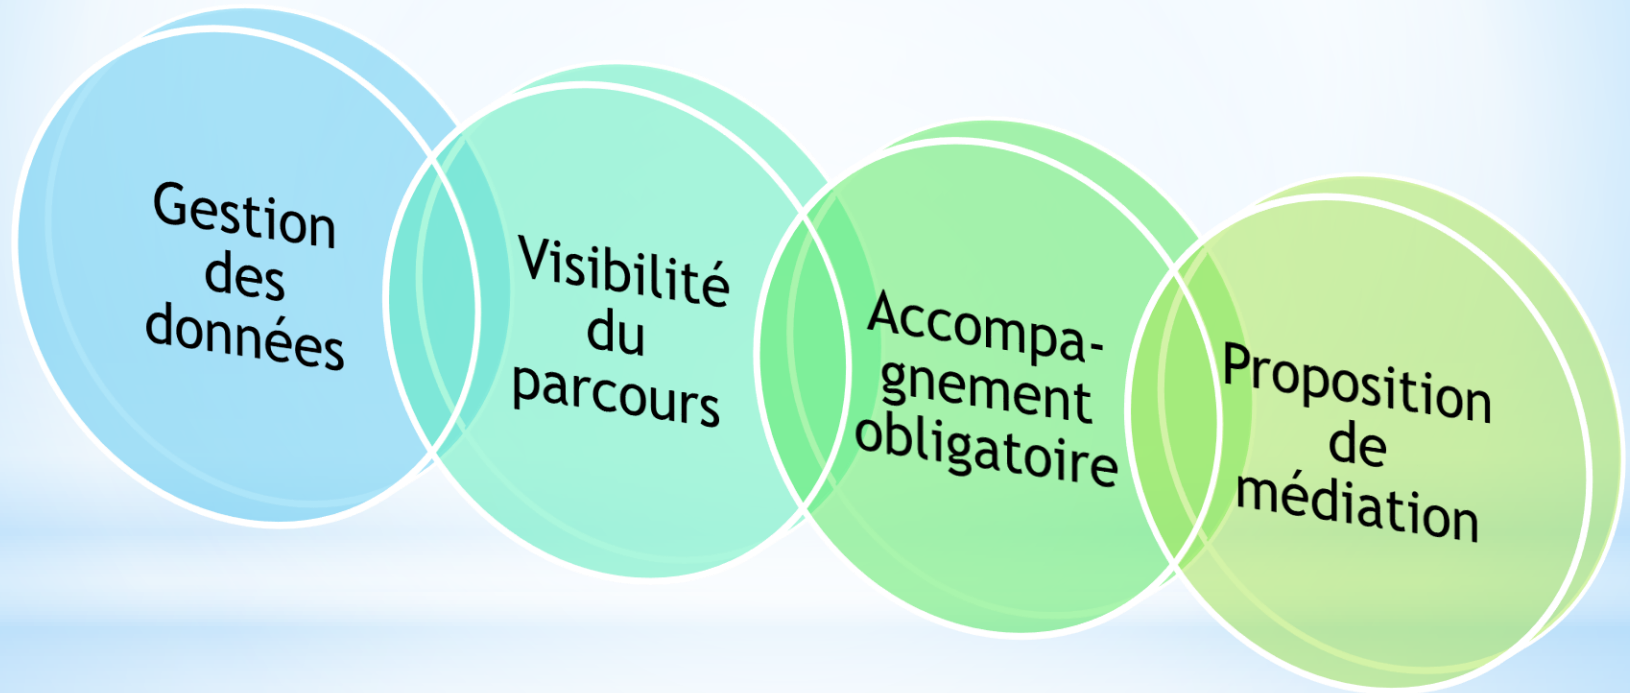 Gestion
des
données
Visibilité
du
parcours
Accompa-
gnement
obligatoire
Proposition
de
médiation